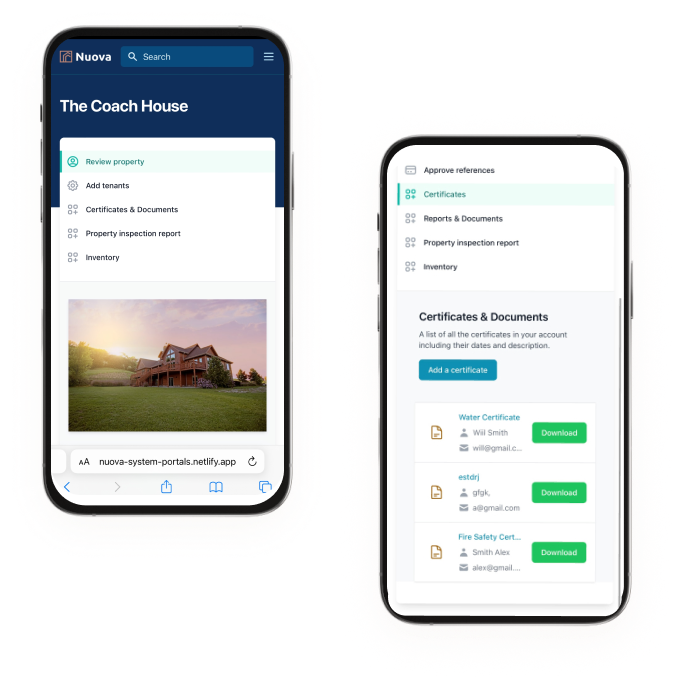 Nuova
Search
The Coach House
Review property
Add tenants
Certificates & Documents
Property inspection report
Inventory
AA
nuova-system-portals.netlify.app
Approve references
Certificates
Reports & Documents
Property inspection report
Inventory
Certificates & Documents
A list of all the certificates in your account
including their dates and description.
Add a certificate
Water Certificate
Wiil Smith
will@gmail.c...
Download
estdrj
gfgk,
a@gmail.com
Download
Fire Safety Cert...
Smith Alex
alex@gmail....
Download